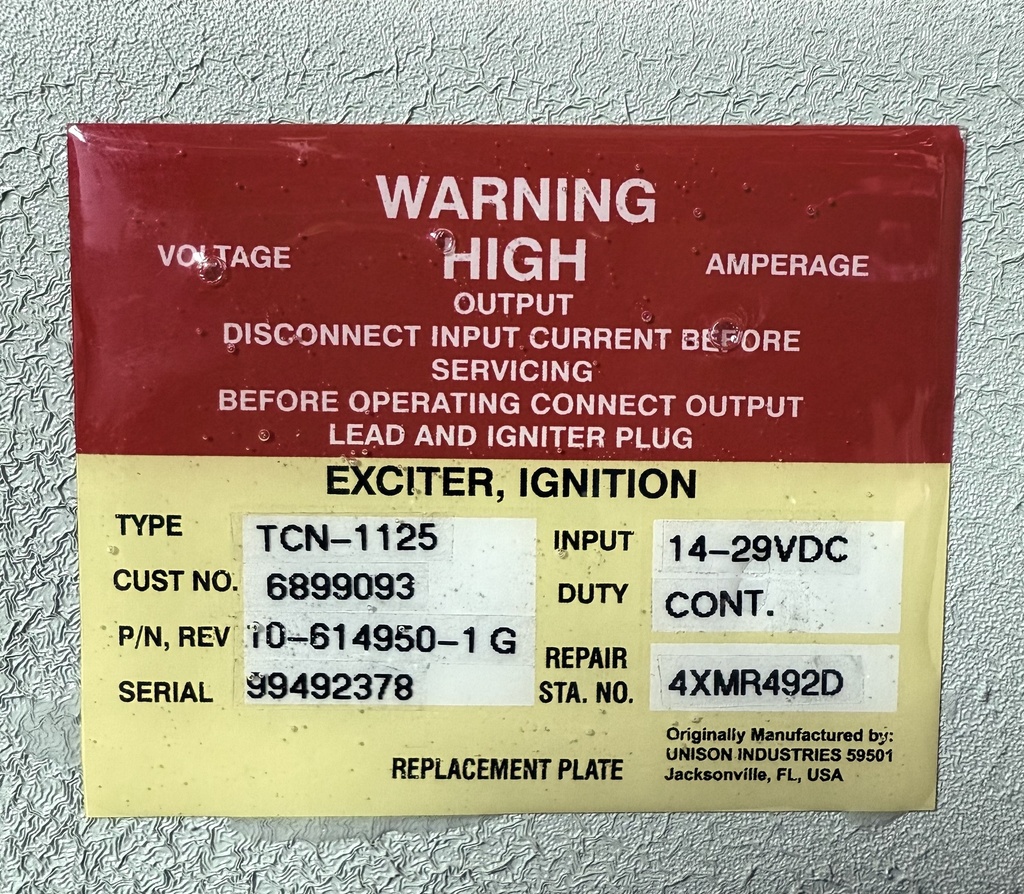 WARNING
VOLTAGE HIGH AMPERAGE
OUTPUT
DISCONNECT INPUT CURRENT BEFORE
SERVICING
BEFORE OPERATING CONNECT OUTPUT
LEAD AND IGNITER PLUG
EXCITER, IGNITION
TYPE TCN-1125
INPUT 14-29VDC
CUST NO. 6899093
DUTY CONT.
P/N, REV 10-614950-1 G
SERIAL 99492378
REPAIR
STA. NO. 4XMR492D
REPLACEMENT PLATE
Originally Manufactured by:
UNISON INDUSTRIES 59501
Jacksonville, FL, USA